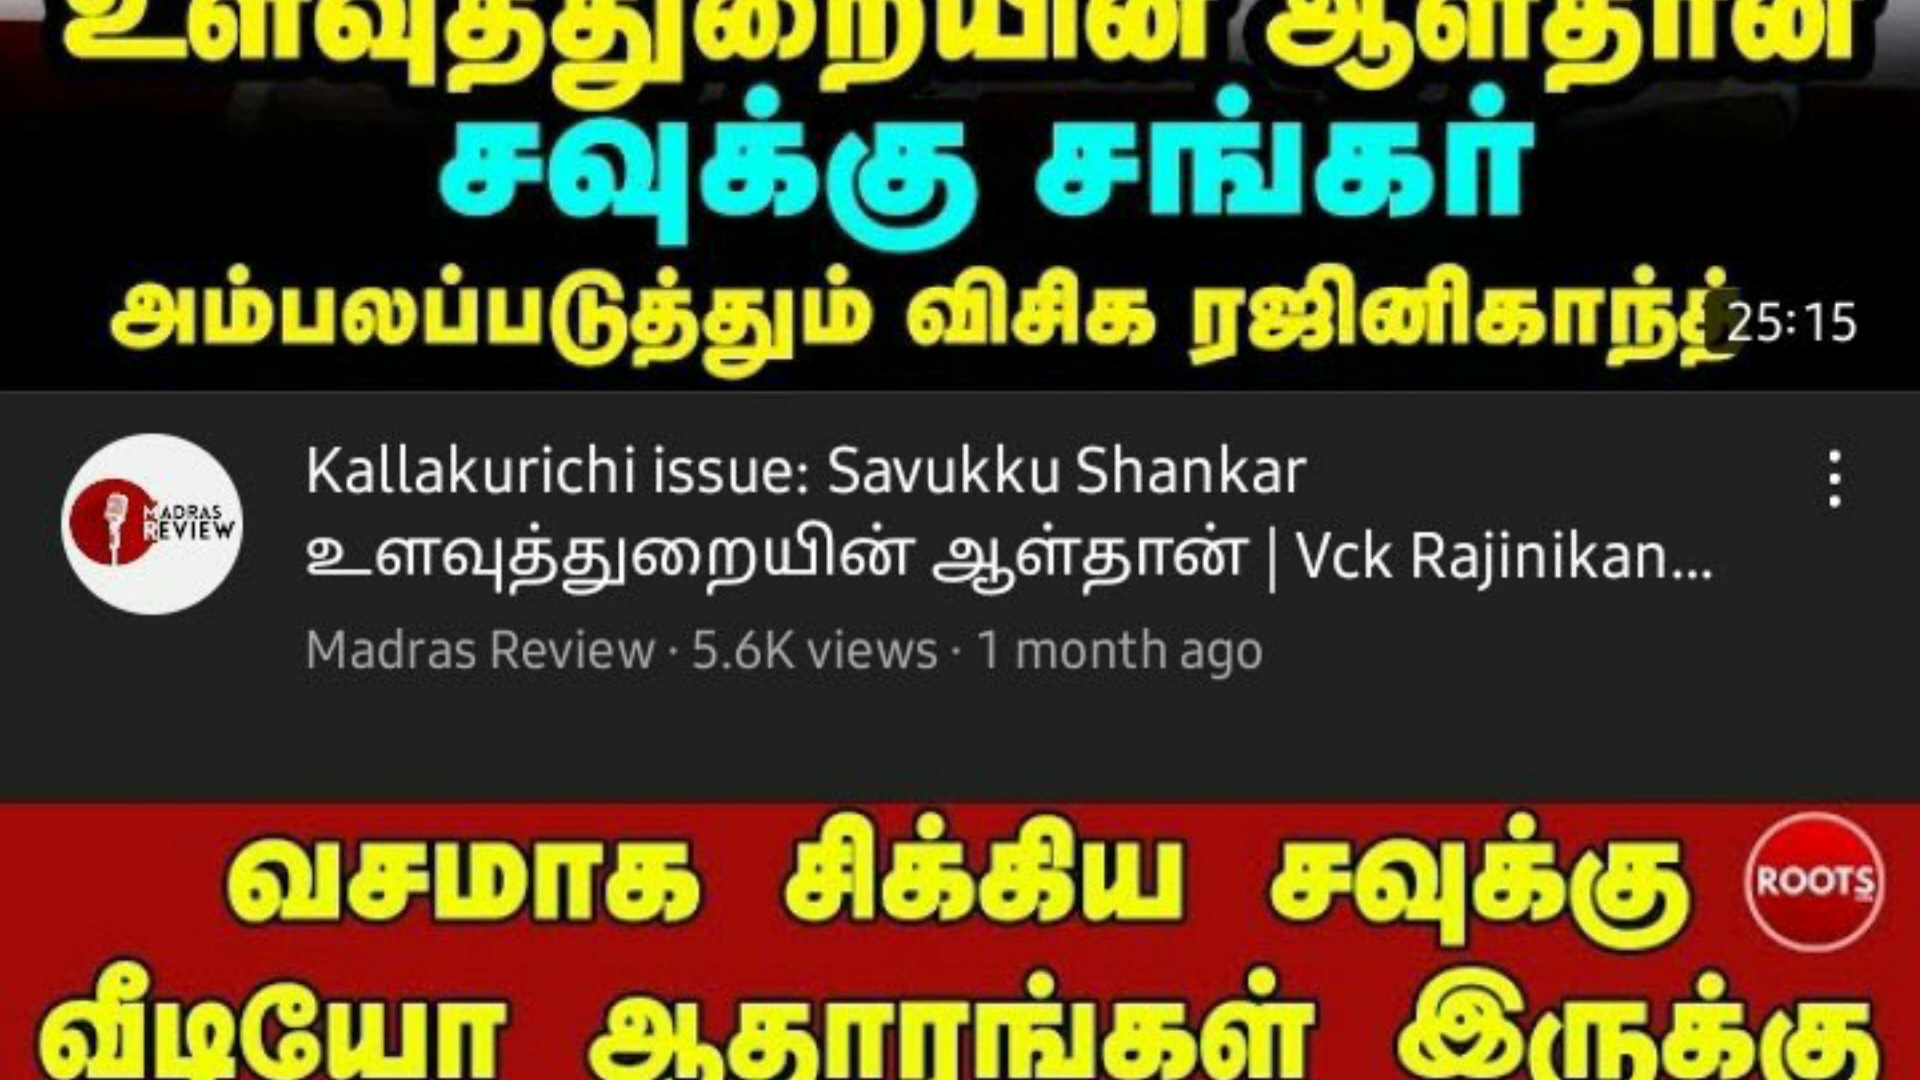 உளவுத்துறையின் ஆள்தான்
சவுக்கு சங்கர்
அம்பலப்படுத்தும் விசிக ரஜினிகாந்த்
25:15
MADRAS
REVIEW
Kallakurichi issue: Savukku Shankar
உளவுத்துறையின் ஆள்தான் | Vck Rajinikan...
Madras Review · 5.6K views · 1 month ago
வசமாக சிக்கிய சவுக்கு
ROOTS
வீடியோ ஆதாரங்கள் இருக்கு